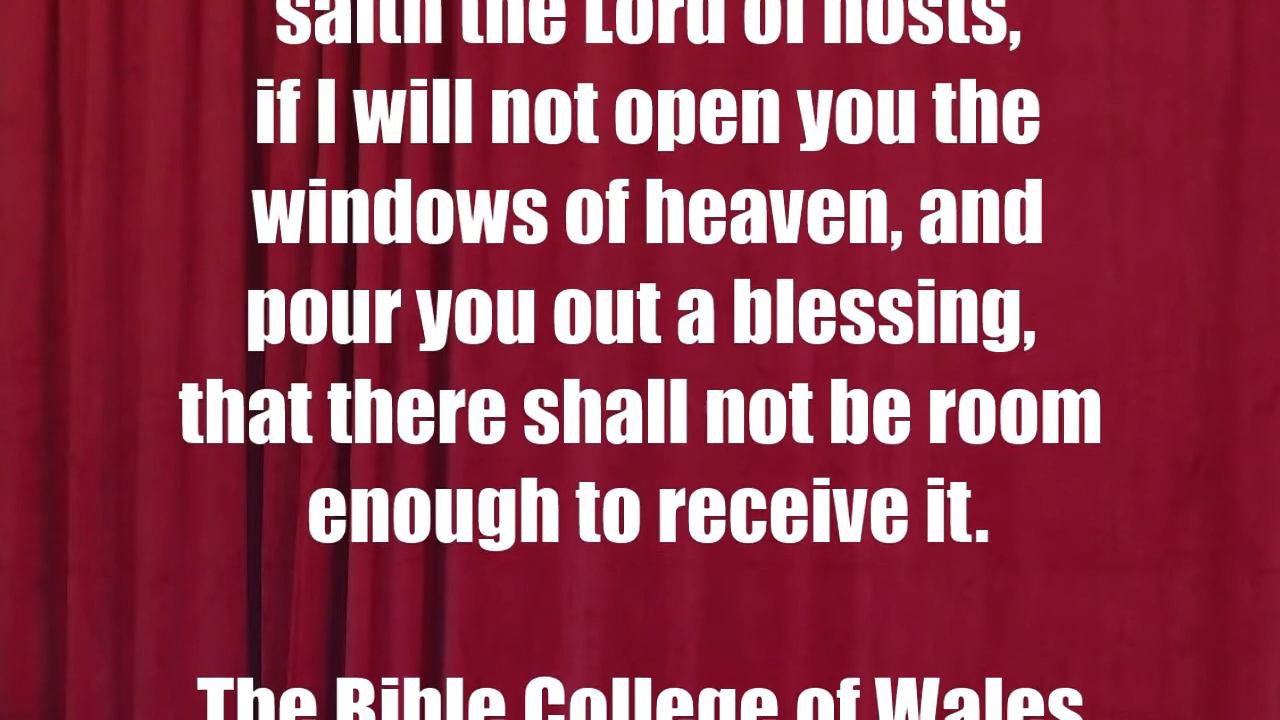 saith the Lord of hosts,
if I will not open you the
windows of heaven, and
pour you out a blessing,
that there shall not be room
enough to receive it.
The Bible College of Wales